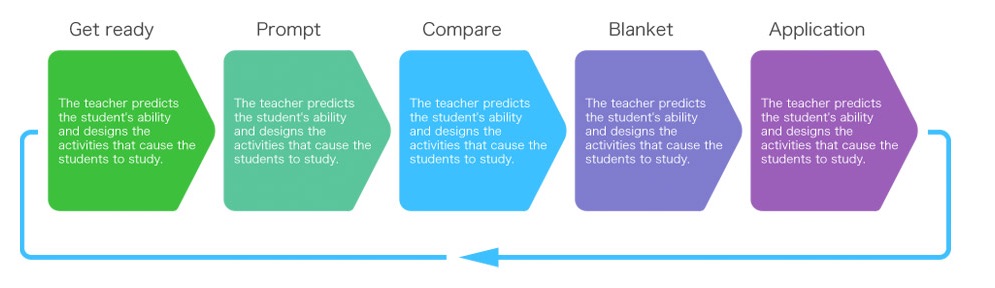 Get ready
Prompt
Compare
Blanket
Application
The teacher predicts
the student's ability
and designs the
activities that cause the
students to study.
The teacher predicts
the student's ability
and designs the
activities that cause the
students to study.
The teacher predicts
the student's ability
and designs the
activities that cause the
students to study.
The teacher predicts
the student's ability
and designs the
activities that cause the
students to study.
The teacher predicts
the student's ability
and designs the
activities that cause the
students to study.